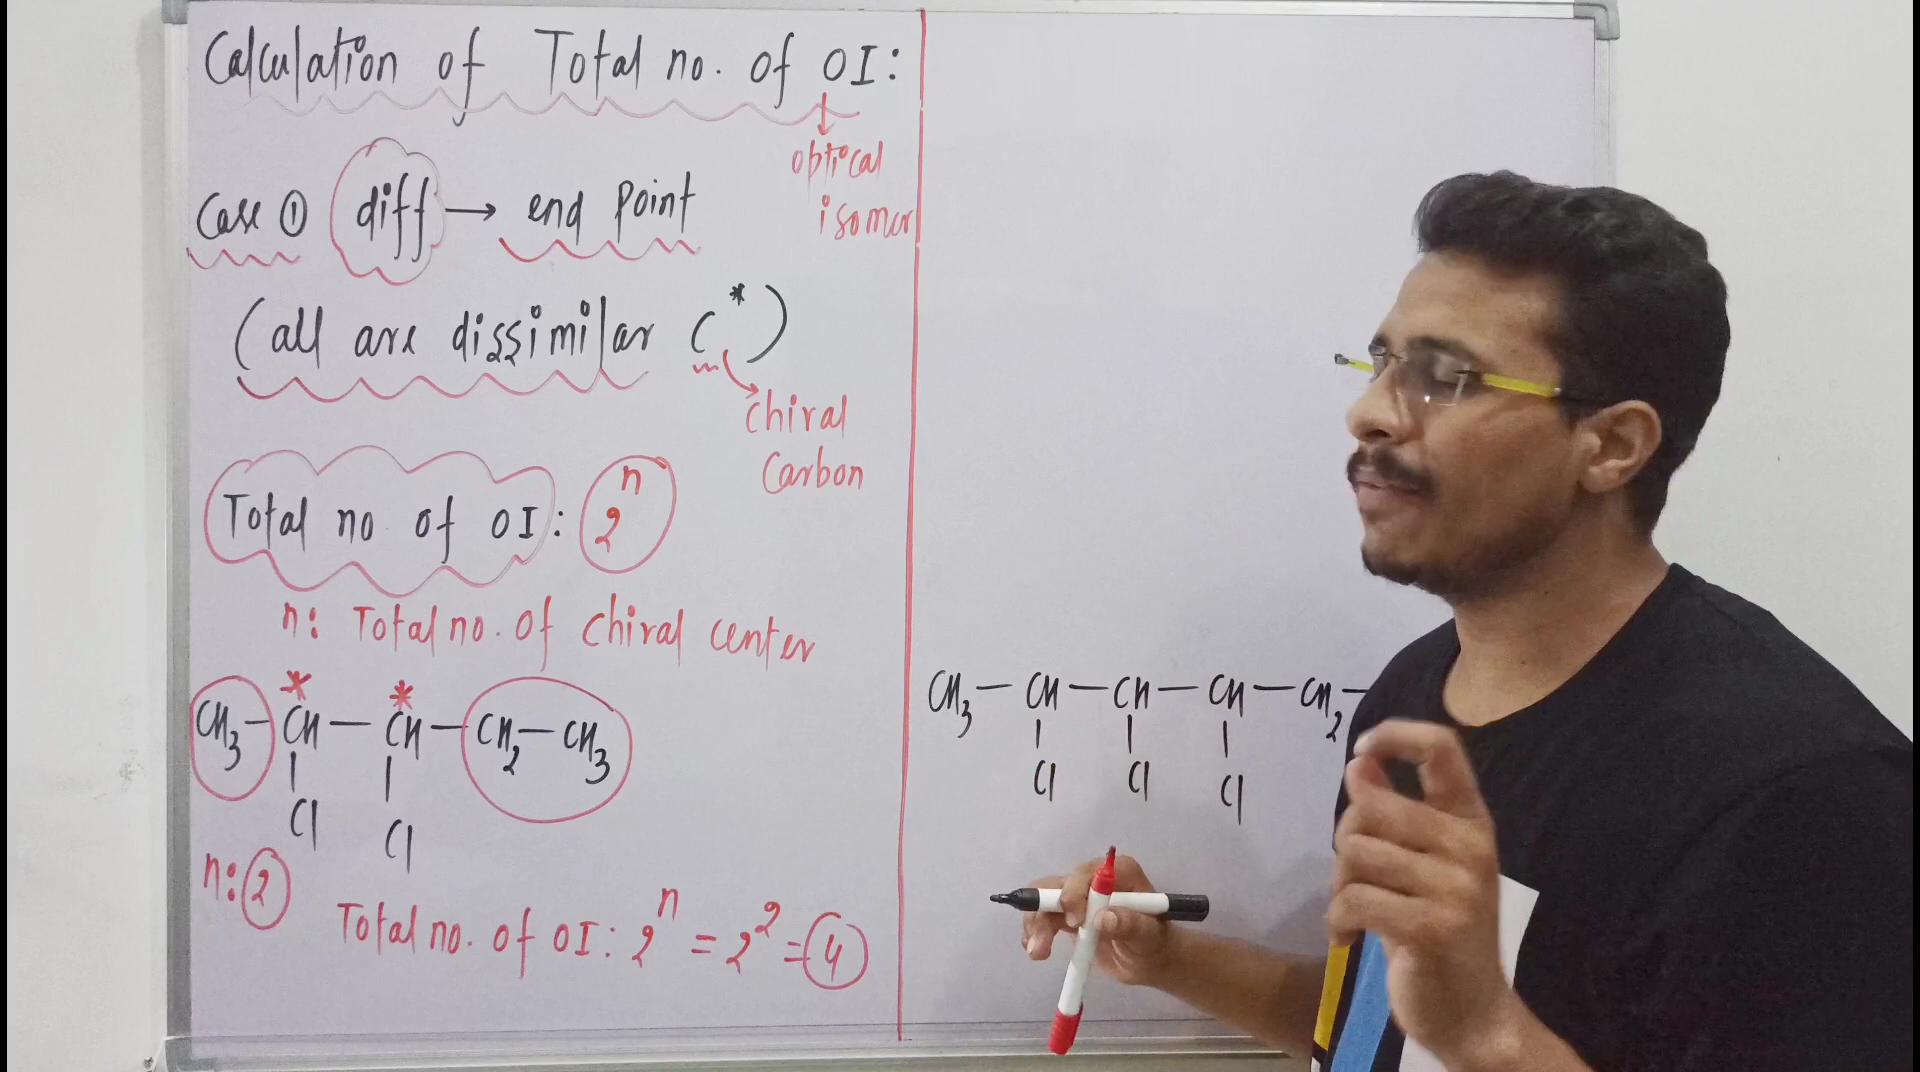 Calculation of Total no. of OI:
optical
isomer
Case ① diff → end point
(all are dissimilar C*)
Chiral
Carbon
Total no of OI: 2ⁿ
n: Total no. of chiral center
* *
CH₃—CH—CH—CH₂—CH₃
Cl Cl
n: 2
Total no. of OI: 2ⁿ = 2² = 4
CH₃—CH—CH—CH—CH₂—
Cl Cl Cl